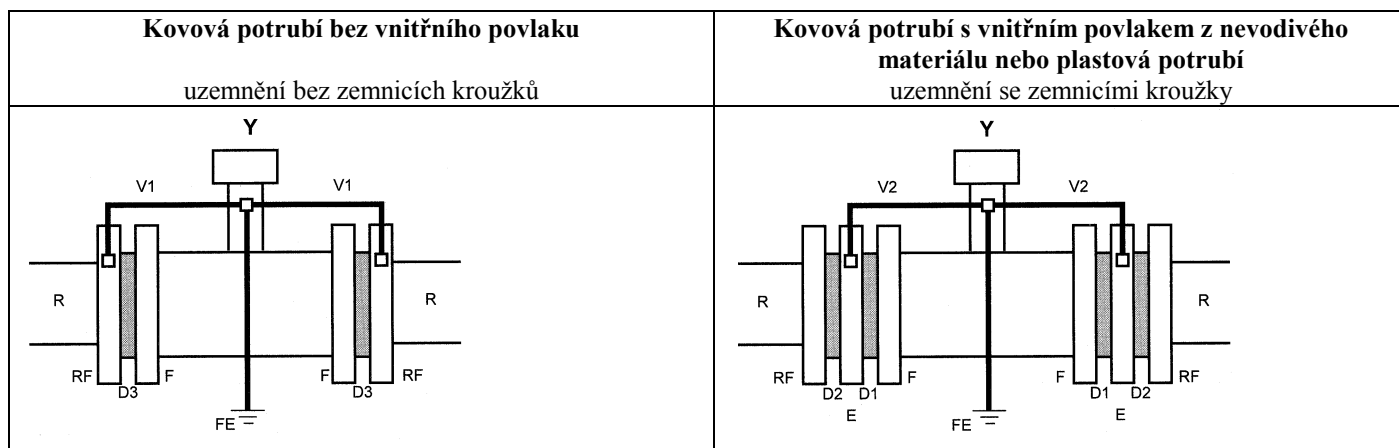 Kovová potrubí bez vnitřního povlaku
uzemnění bez zemnicích kroužků
Kovová potrubí s vnitřním povlakem z nevodivého
materiálu nebo plastová potrubí
uzemnění se zemnicími kroužky
Y
V1 V1
R R
RF F F RF
D3 D3
FE
Y
V2 V2
R R
RF D2 D1 F F D1 D2 RF
E E
FE